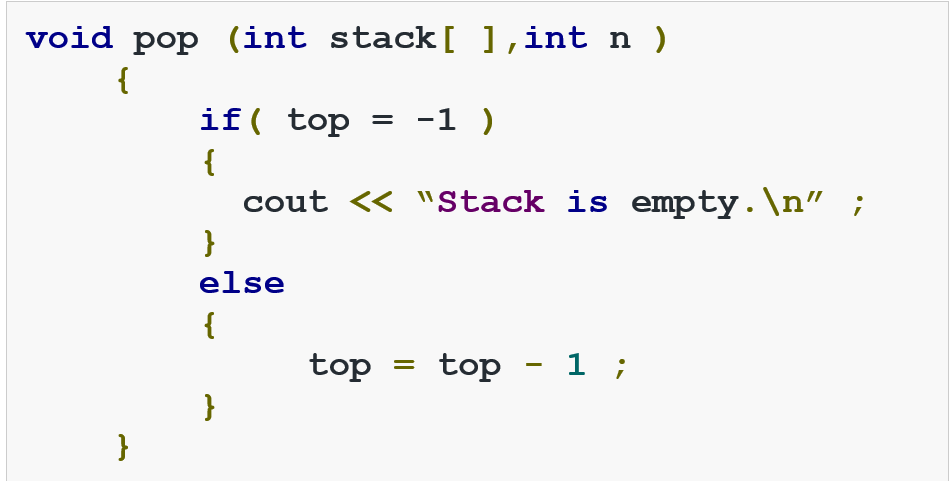 void pop (int stack[ ],int n )
{
if( top = -1 )
{
cout << “Stack is empty.\n” ;
}
else
{
top = top - 1 ;
}
}